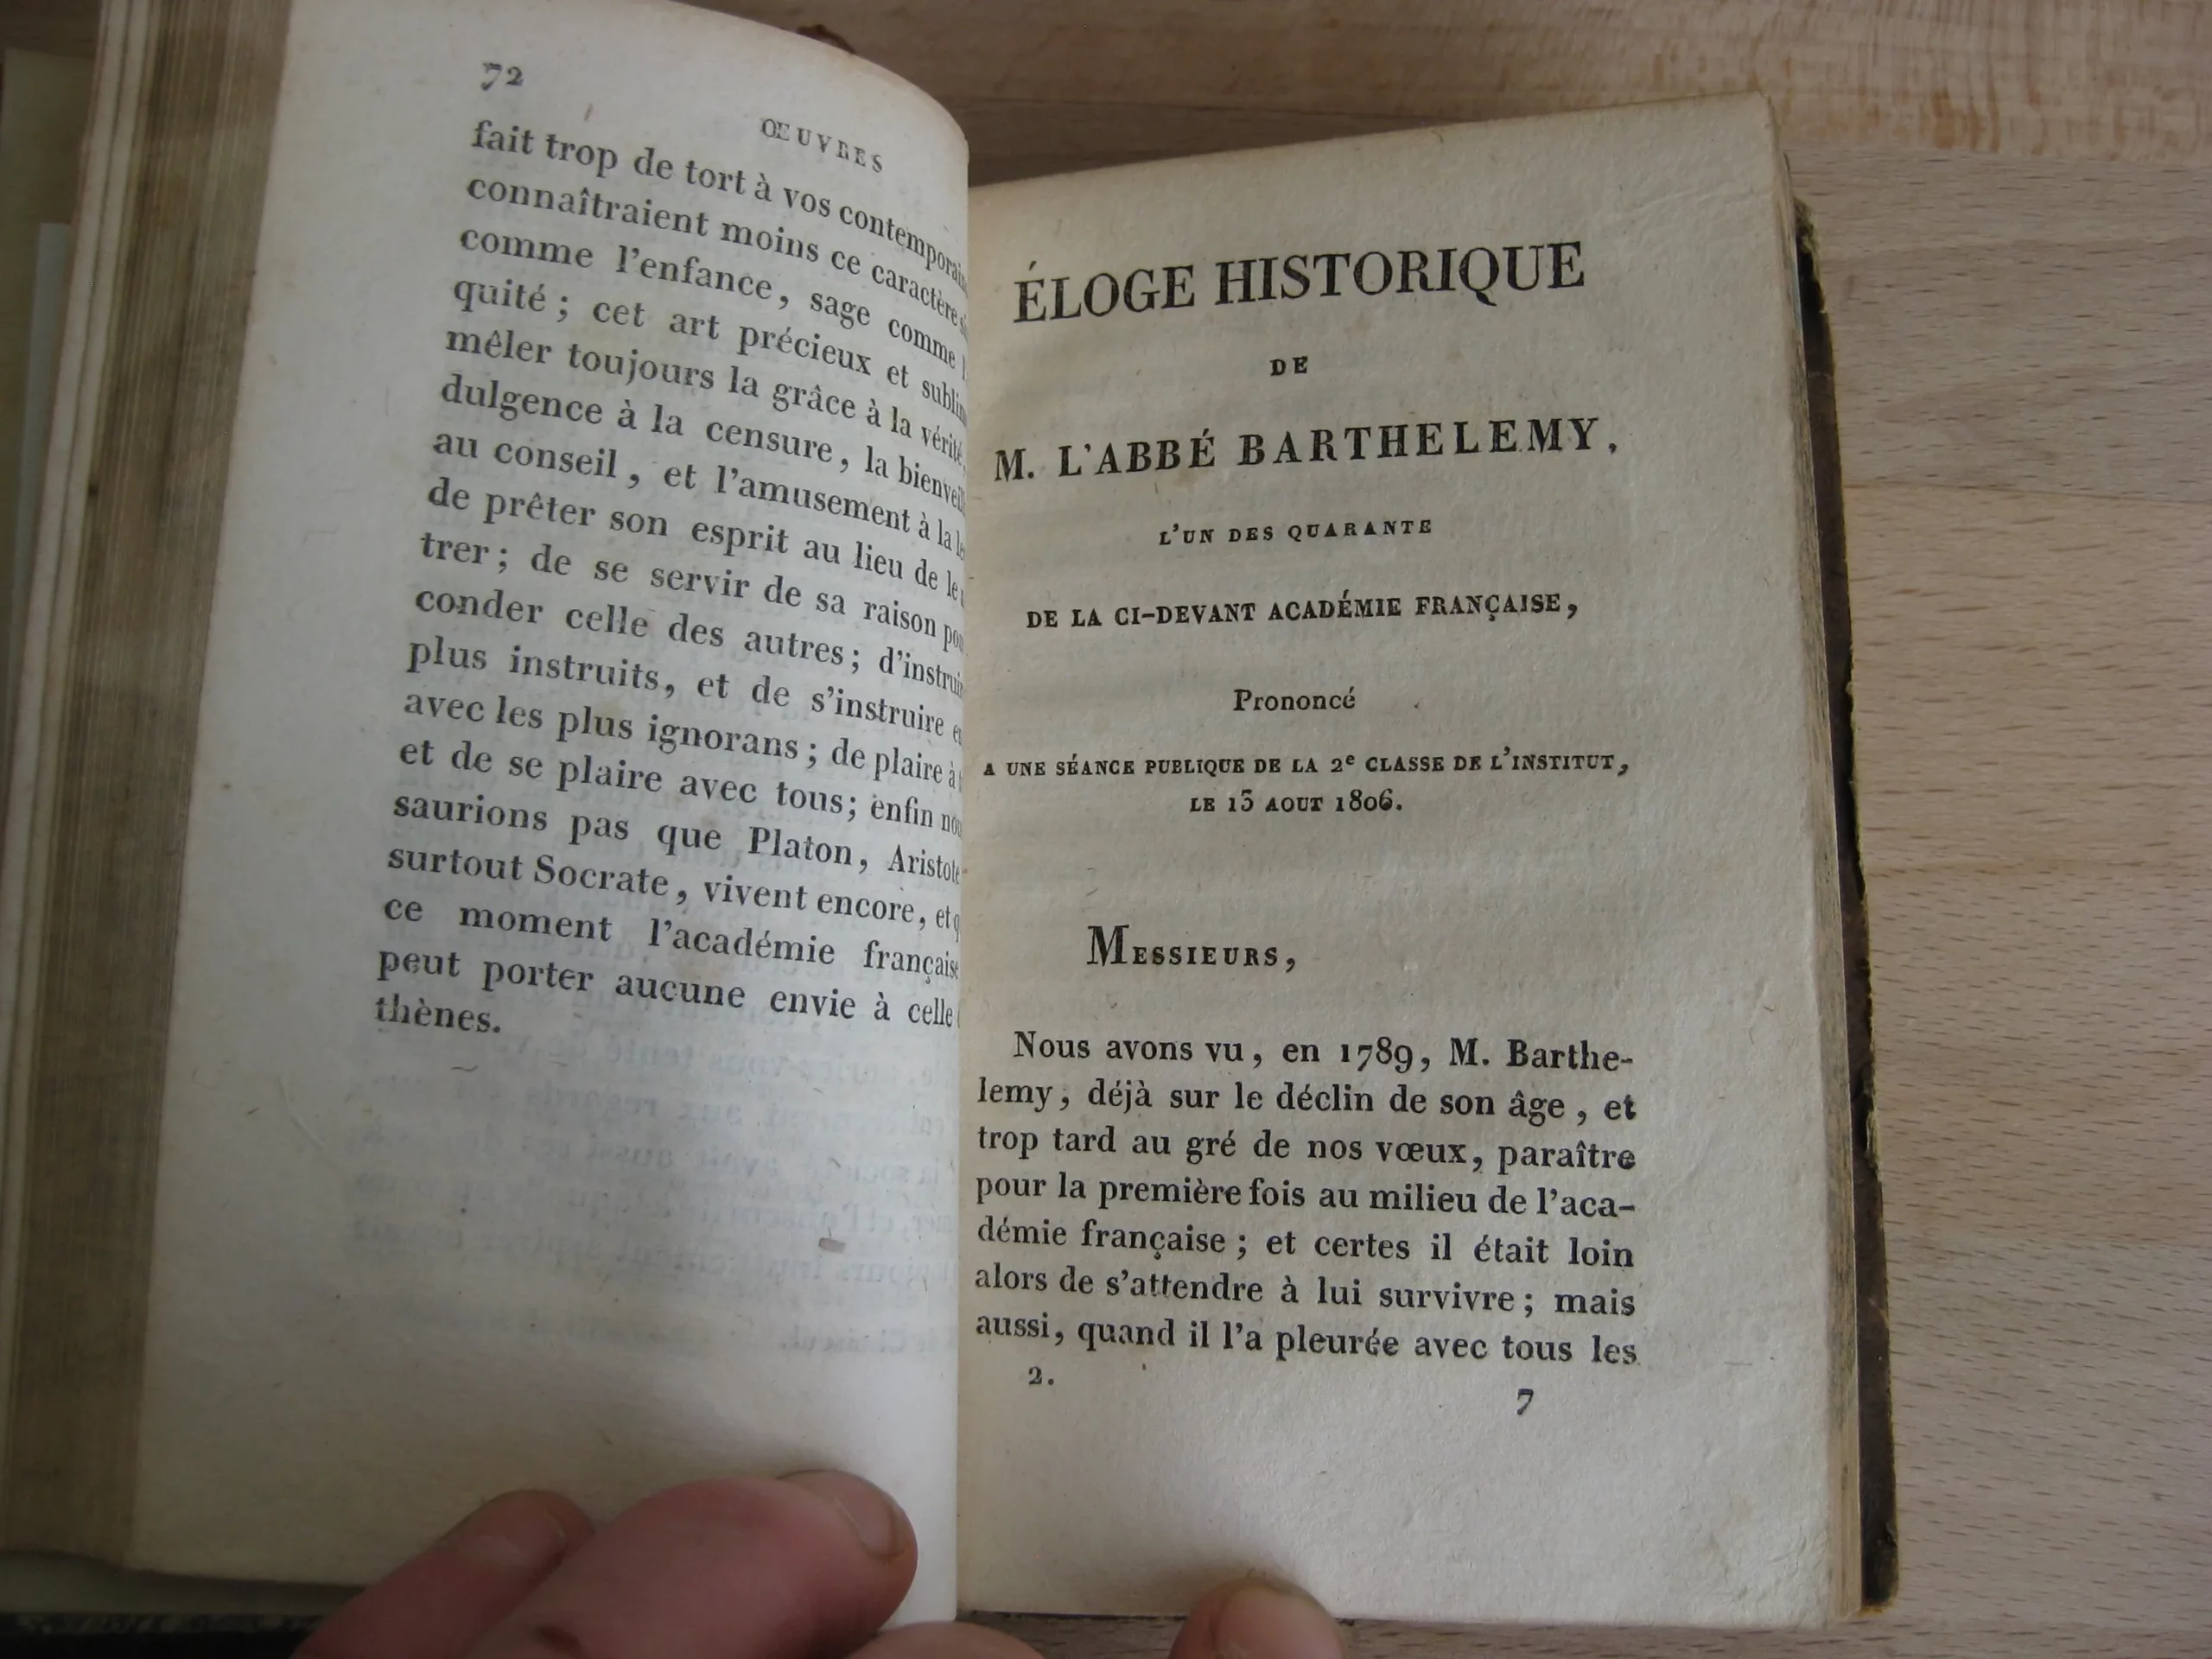 72
ŒUVRES
fait trop de tort à vos
connaîtraient moins ce caractère
comme l'enfance, sage comme
quité; cet art précieux et
mêler toujours la grâce à la vérité,
dulgence à la censure, la
au conseil, et l'amusement à la
de prêter son esprit au lieu de le
trer; de se servir de sa raison
conder celle des autres;
plus instruits, et de s'instruire
avec les plus ignorans; de plaire à
et de se plaire avec tous; enfin
saurions pas que Platon,
surtout Socrate, vivent encore, et
ce moment l'académie
peut porter aucune envie à celle
thènes.
ÉLOGE HISTORIQUE
DE
M. L'ABBÉ BARTHELEMY,
L'UN DES QUARANTE
DE LA CI-DEVANT ACADÉMIE FRANÇAISE,
Prononcé
A UNE SÉANCE PUBLIQUE DE LA 2e CLASSE DE L'INSTITUT,
LE 13 AOUT 1806.
MESSIEURS,
Nous avons vu, en 1789, M. Barthe-
lemy, déjà sur le déclin de son âge, et
trop tard au gré de nos vœux, paraître
pour la première fois au milieu de l'aca-
démie française; et certes il était loin
alors de s'attendre à lui survivre; mais
aussi, quand il l'a pleurée avec tous les
2.
7